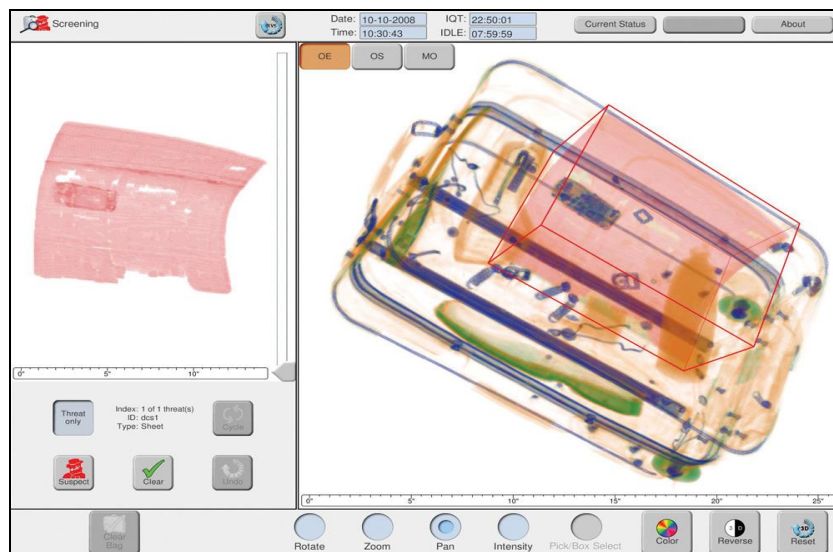 Screening
Date: 10-10-2008 IQT: 22:50:01
Time: 10:30:43 IDLE: 07:59:59
Current Status
About
OE OS MO
0" 5" 10"
Threat only
Index: 1 of 1 threat(s)
ID: dcs1
Type: Sheet
Cycle
Suspect Clear Undo
0" 5" 10" 15" 20" 25"
Clear Bag
Rotate Zoom Pan Intensity Pick/Box Select Color Reverse Reset
3 D
3D